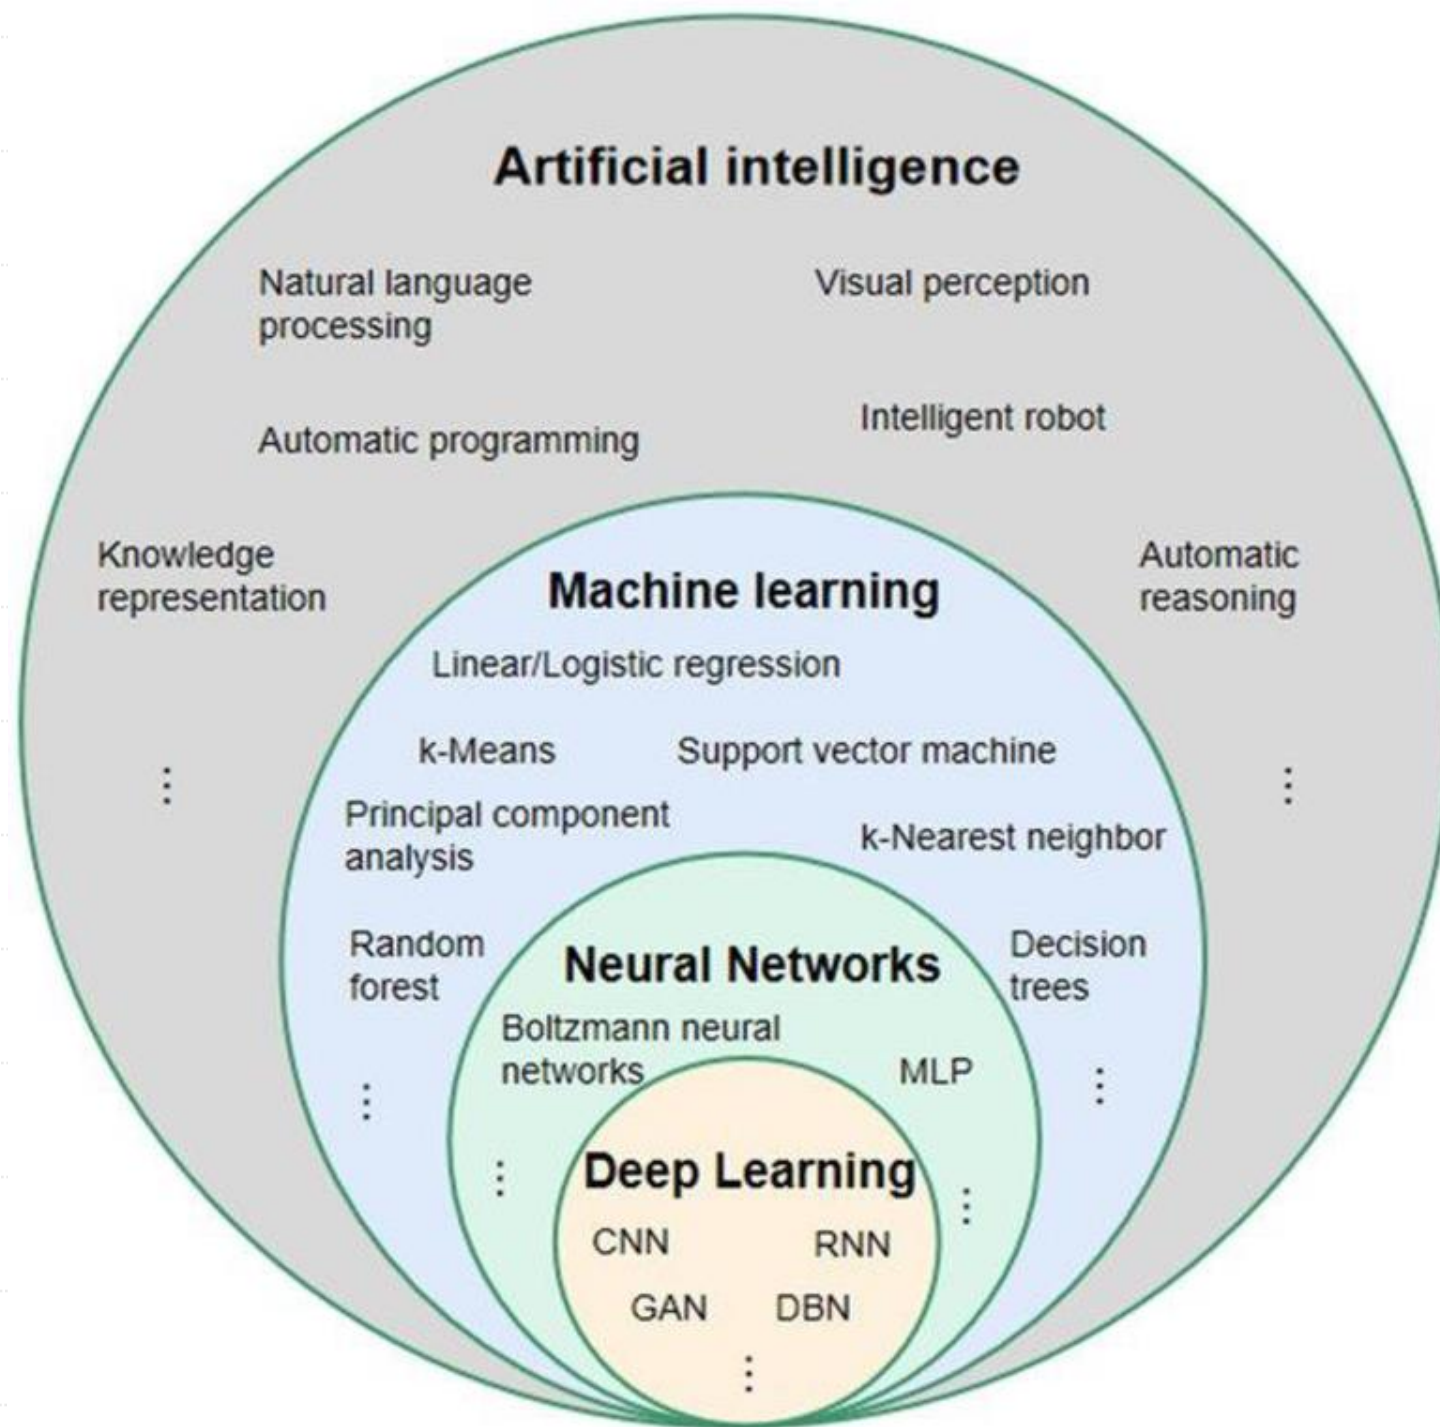 Artificial intelligence
Natural language
processing
Visual perception
Automatic programming
Intelligent robot
Knowledge
representation
Automatic
reasoning
Machine learning
Linear/Logistic regression
k-Means
Support vector machine
Principal component
analysis
k-Nearest neighbor
Random
forest
Decision
trees
Neural Networks
Boltzmann neural
networks
MLP
Deep Learning
CNN
RNN
GAN
DBN